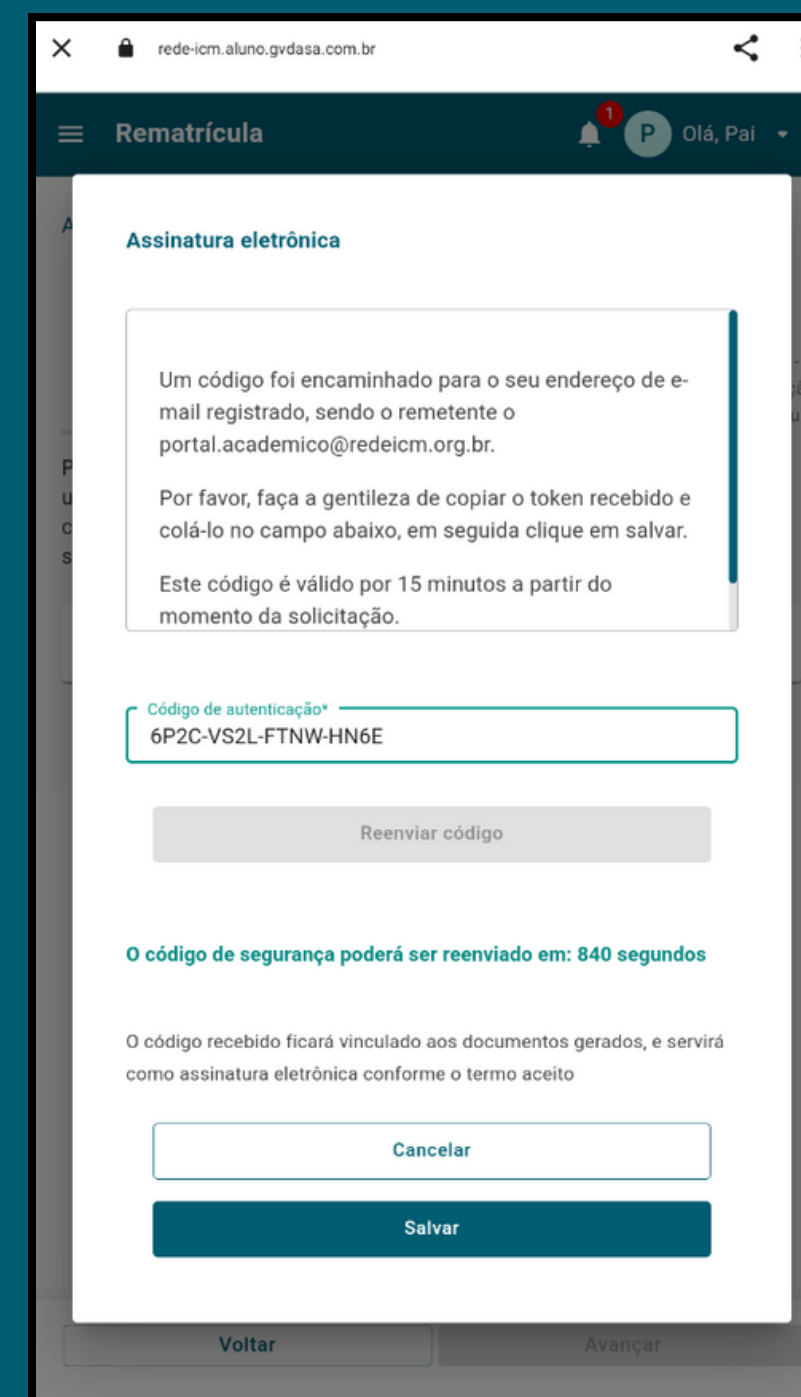 rede-icm.aluno.gvdasa.com.br
Rematrícula
1
P
Olá, Pai
A
Assinatura eletrônica
Um código foi encaminhado para o seu endereço de e-
mail registrado, sendo o remetente o
portal.academico@redeicm.org.br.
Por favor, faça a gentileza de copiar o token recebido e
colá-lo no campo abaixo, em seguida clique em salvar.
Este código é válido por 15 minutos a partir do
momento da solicitação.
P
u
c
s
Código de autenticação*
6P2C-VS2L-FTNW-HN6E
Reenviar código
O código de segurança poderá ser reenviado em: 840 segundos
O código recebido ficará vinculado aos documentos gerados, e servirá
como assinatura eletrônica conforme o termo aceito
Cancelar
Salvar
Voltar
Avançar